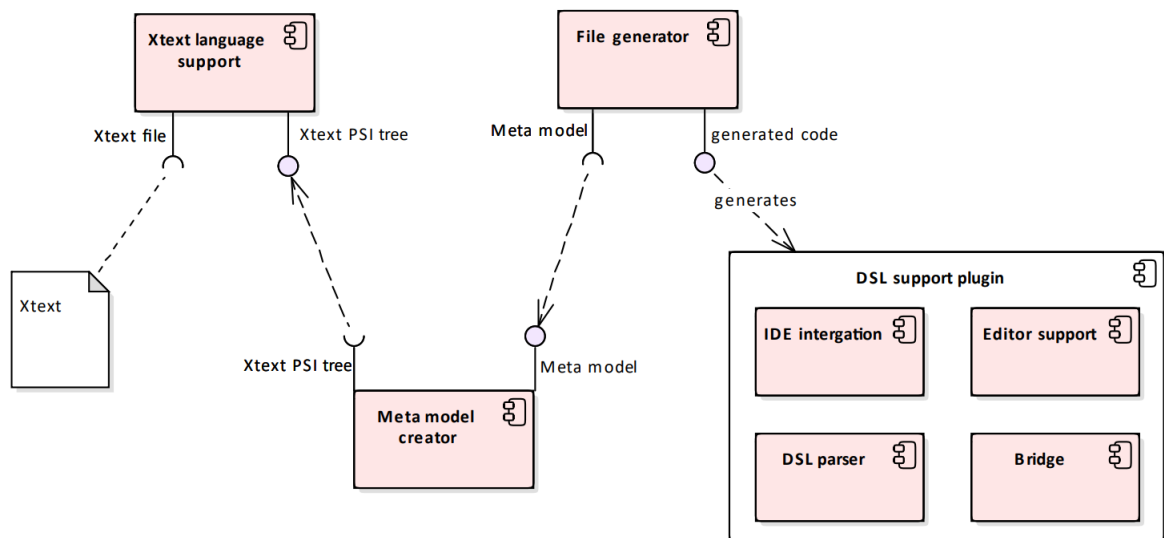 Xtext language
support
File generator
Xtext file
Xtext PSI tree
Meta model
generated code
generates
Xtext
DSL support plugin
IDE intergation
Editor support
Xtext PSI tree
Meta model
Meta model
creator
DSL parser
Bridge